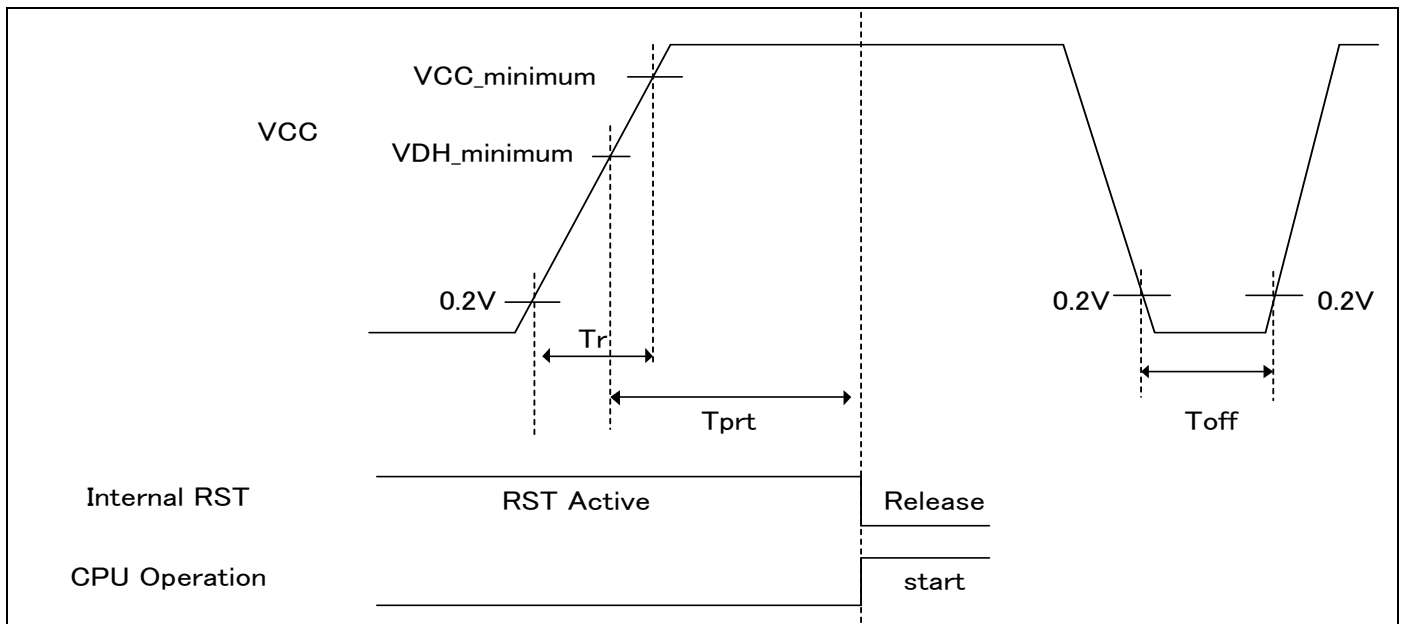 VCC_minimum
VCC
VDH_minimum
0.2V
0.2V
0.2V
Tr
Tprt
Toff
Internal RST
RST Active
Release
CPU Operation
start